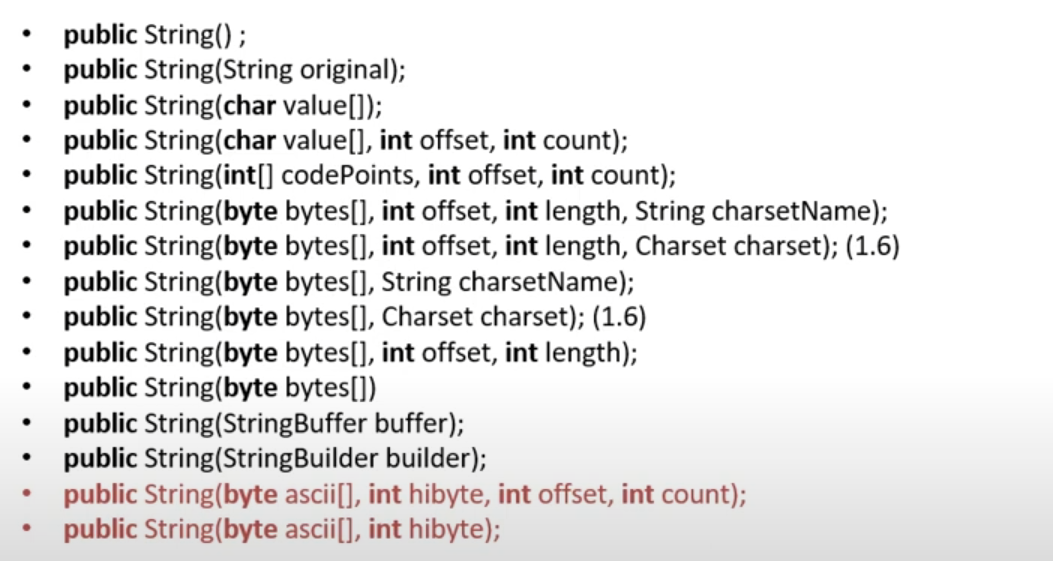 • public String() ;
• public String(String original);
• public String(char value[]);
• public String(char value[], int offset, int count);
• public String(int[] codePoints, int offset, int count);
• public String(byte bytes[], int offset, int length, String charsetName);
• public String(byte bytes[], int offset, int length, Charset charset); (1.6)
• public String(byte bytes[], String charsetName);
• public String(byte bytes[], Charset charset); (1.6)
• public String(byte bytes[], int offset, int length);
• public String(byte bytes[])
• public String(StringBuffer buffer);
• public String(StringBuilder builder);
• public String(byte ascii[], int hibyte, int offset, int count);
• public String(byte ascii[], int hibyte);